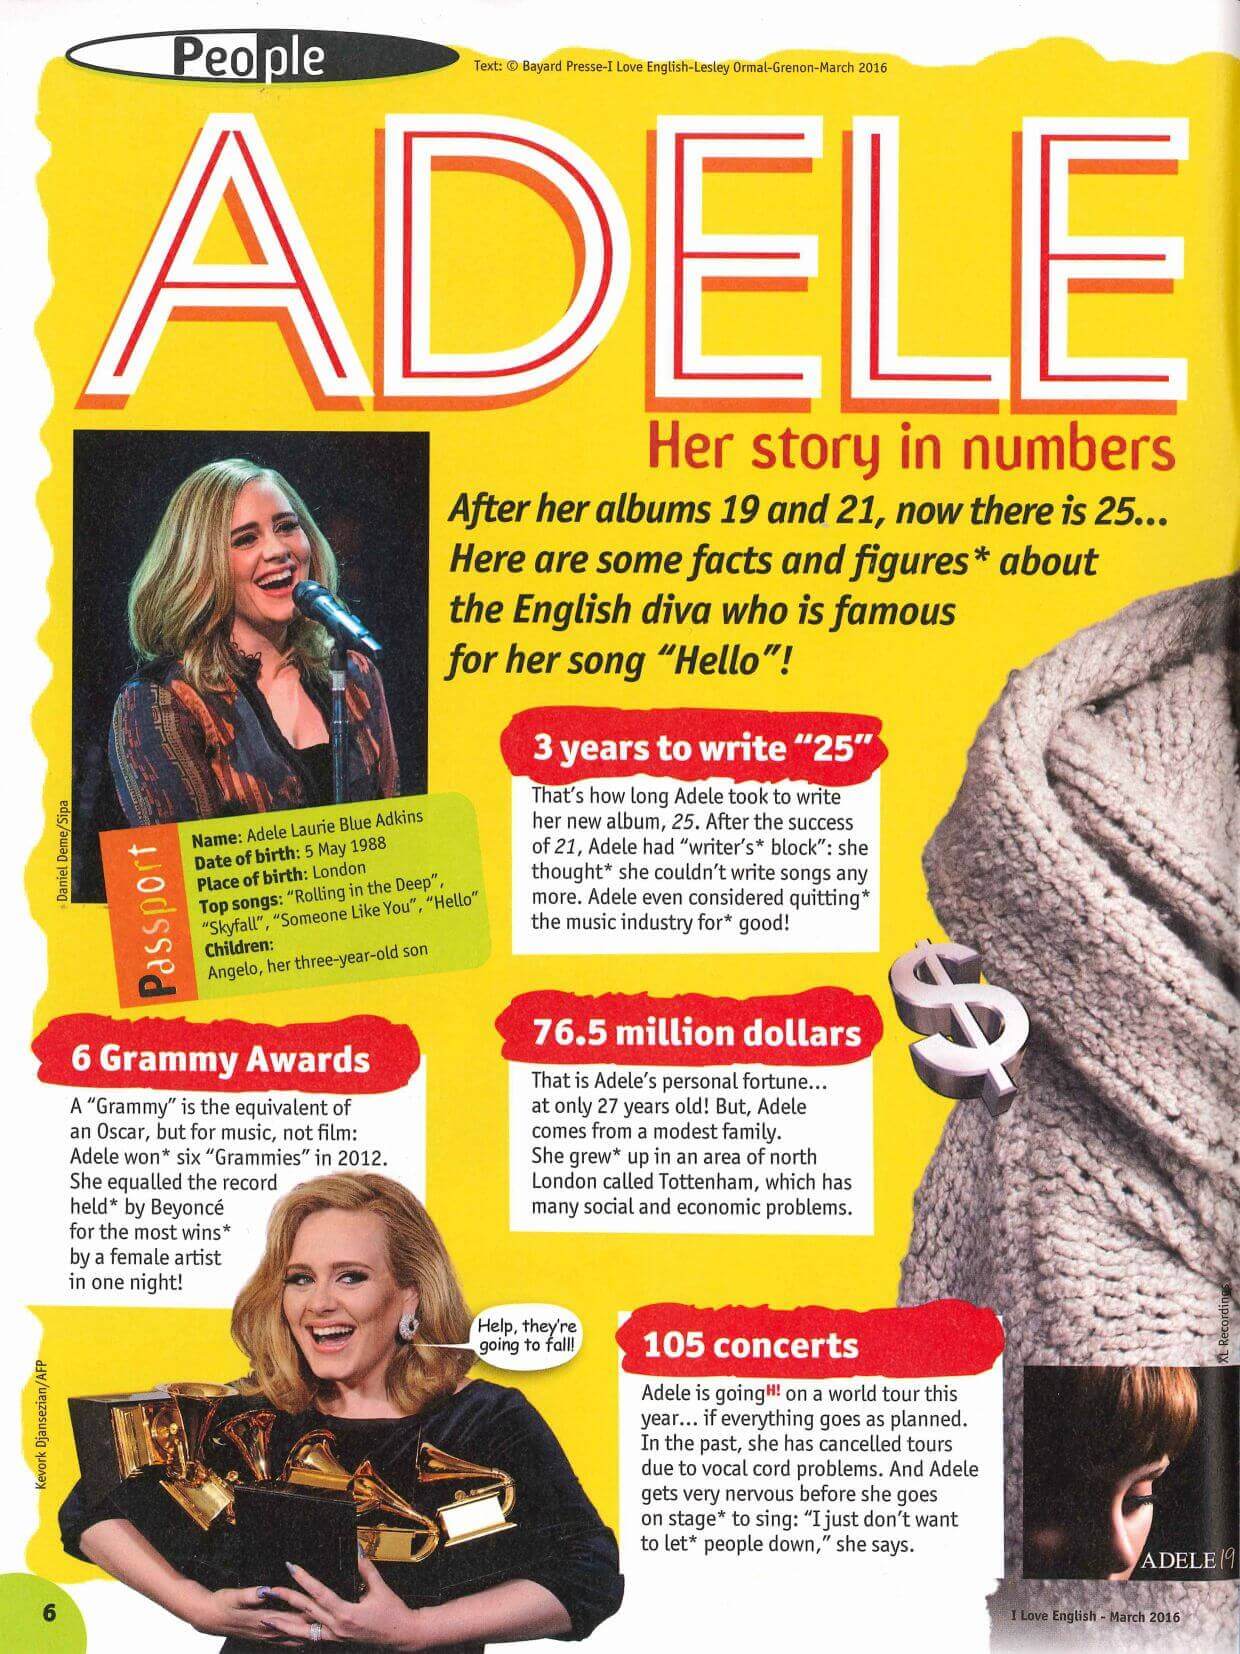 People
Text: © Bayard Presse-I Love English-Lesley Ormal-Grenon-March 2016
ADELE
Her story in numbers
After her albums 19 and 21, now there is 25...
Here are some facts and figures* about
the English diva who is famous
for her song “Hello”!
Daniel Deme/Sipa
Passport
Name: Adele Laurie Blue Adkins
Date of birth: 5 May 1988
Place of birth: London
Top songs: “Rolling in the Deep”,
“Skyfall”, “Someone Like You”, “Hello”
Children:
Angelo, her three-year-old son
3 years to write “25”
That’s how long Adele took to write
her new album, 25. After the success
of 21, Adele had “writer’s* block”: she
thought* she couldn’t write songs any
more. Adele even considered quitting*
the music industry for* good!
6 Grammy Awards
A “Grammy” is the equivalent of
an Oscar, but for music, not film:
Adele won* six “Grammies” in 2012.
She equalled the record
held* by Beyoncé
for the most wins*
by a female artist
in one night!
76.5 million dollars
$
That is Adele’s personal fortune...
at only 27 years old! But, Adele
comes from a modest family.
She grew* up in an area of north
London called Tottenham, which has
many social and economic problems.
Help, they’re
going to fall!
Kevork Djansezian/AFP
105 concerts
Adele is going H! on a world tour this
year... if everything goes as planned.
In the past, she has cancelled tours
due to vocal cord problems. And Adele
gets very nervous before she goes
on stage* to sing: “I just don’t want
to let* people down,” she says.
XL Recordings
ADELE 19
6
I Love English - March 2016